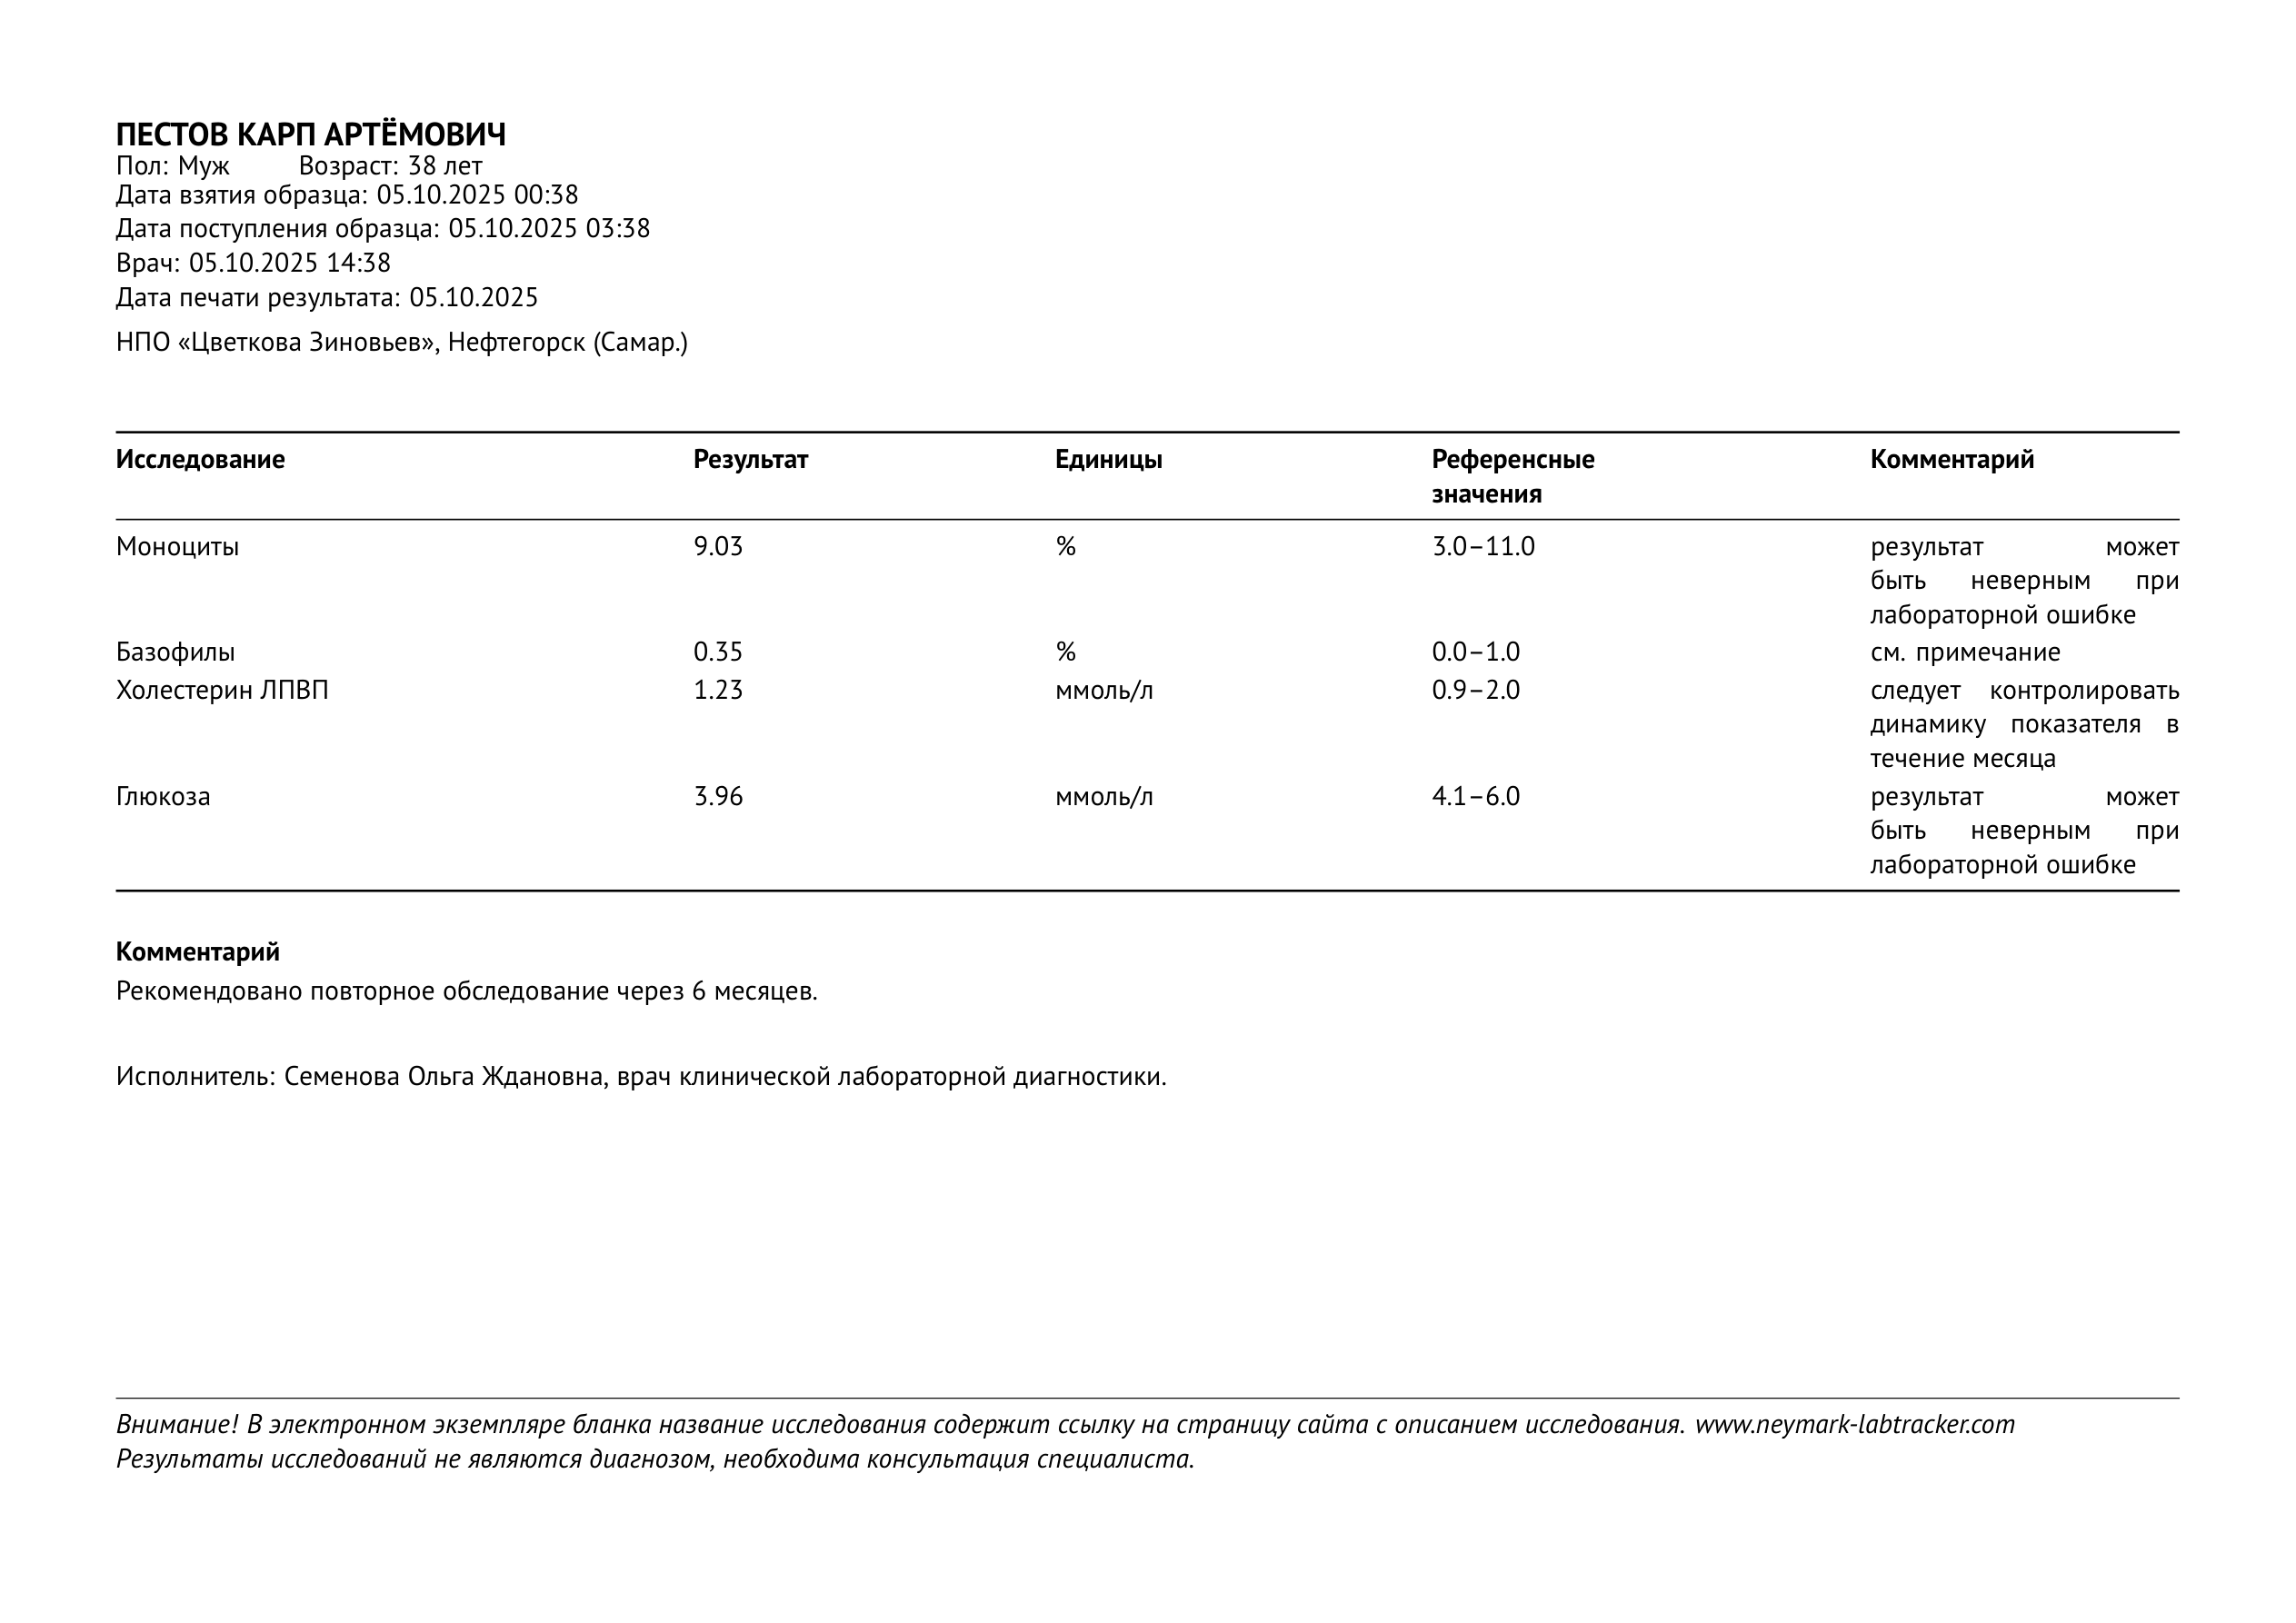 ПЕСТОВ КАРП АРТЁМОВИЧ
Пол: Муж Возраст: 38 лет
Дата взятия образца: 05.10.2025 00:38
Дата поступления образца: 05.10.2025 03:38
Врач: 05.10.2025 14:38
Дата печати результата: 05.10.2025
НПО «Цветкова Зиновьев», Нефтегорск (Самар.)
Исследование Результат Единицы Референсные значения Комментарий
Моноциты 9.03 % 3.0–11.0 результат может
быть неверным при
лабораторной ошибке
Базофилы 0.35 % 0.0–1.0 см. примечание
Холестерин ЛПВП 1.23 ммоль/л 0.9–2.0 следует контролировать
динамику показателя в
течение месяца
Глюкоза 3.96 ммоль/л 4.1–6.0 результат может
быть неверным при
лабораторной ошибке
Комментарий
Рекомендовано повторное обследование через 6 месяцев.
Исполнитель: Семенова Ольга Ждановна, врач клинической лабораторной диагностики.
Внимание! В электронном экземпляре бланка название исследования содержит ссылку на страницу сайта с описанием исследования. www.neymark-labtracker.com
Результаты исследований не являются диагнозом, необходима консультация специалиста.